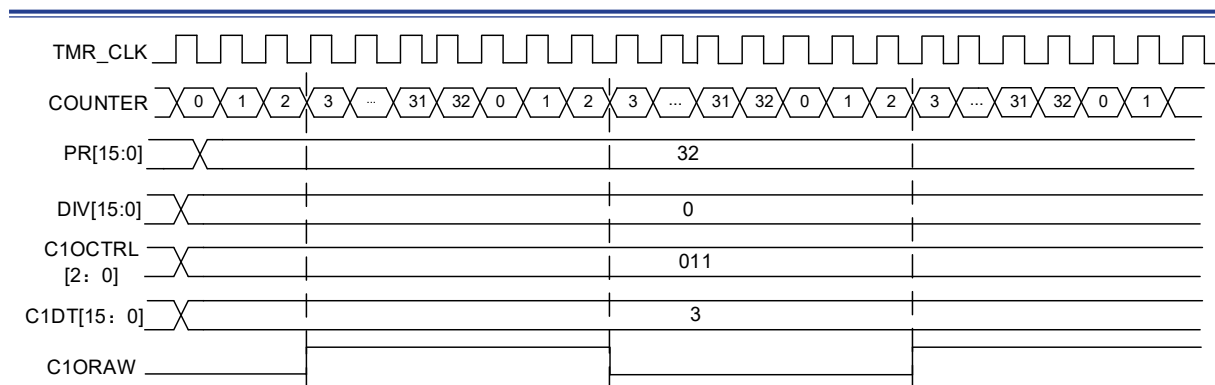 TMR_CLK
COUNTER 0 1 2 3 ... 31 32 0 1 2 3 ... 31 32 0 1 2 3 ... 31 32 0 1
PR[15:0] 32
DIV[15:0] 0
C1OCTRL
[2：0] 011
C1DT[15：0] 3
C1ORAW